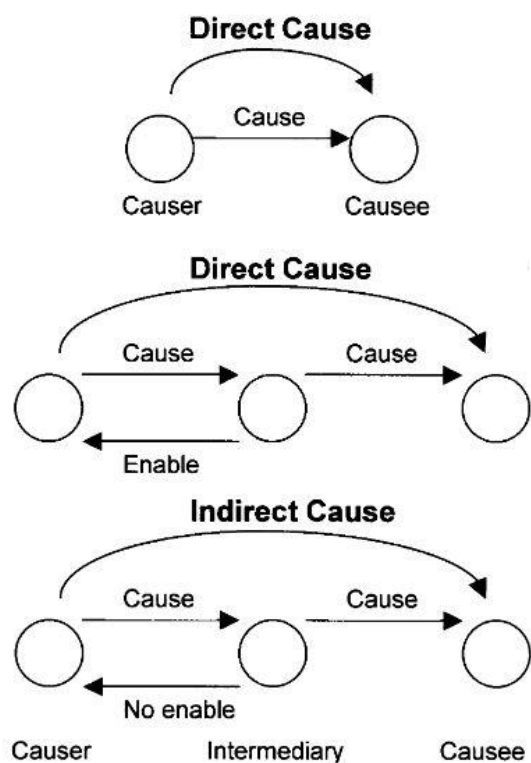 Direct Cause
Cause
Causer Causee
Direct Cause
Cause Cause
Enable
Indirect Cause
Cause Cause
No enable
Causer Intermediary Causee